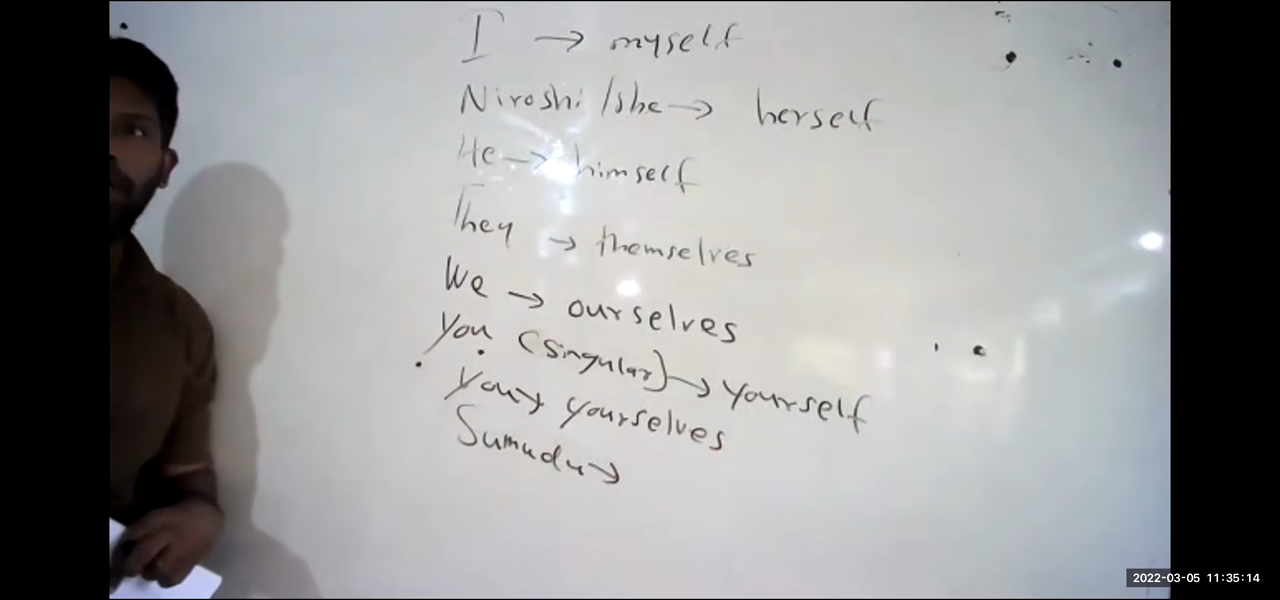 I → myself
Niroshi /she → herself
He → himself
They → themselves
We → ourselves
You (singular) → yourself
You → yourselves
Sumudu →
2022-03-05 11:35:14